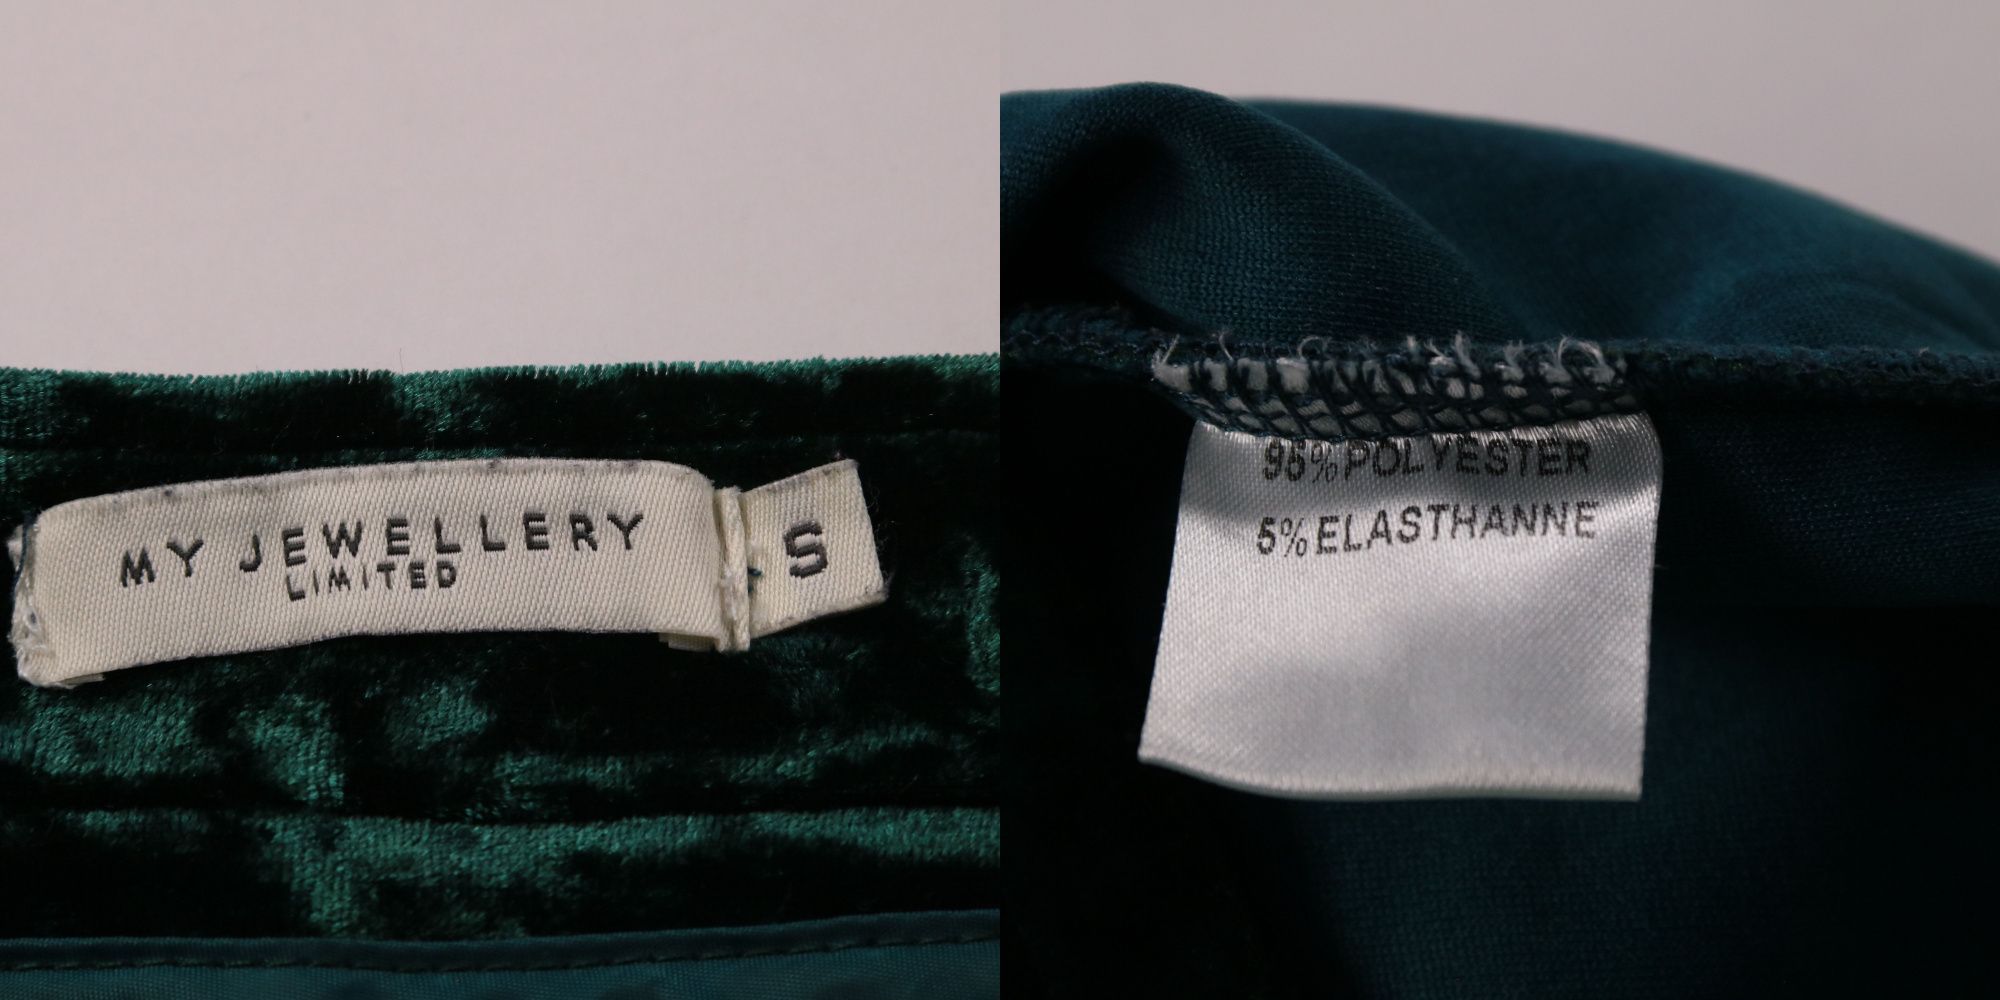 MY JEWELLERY
LIMITED
S
95% POLYESTER
5% ELASTHANNE